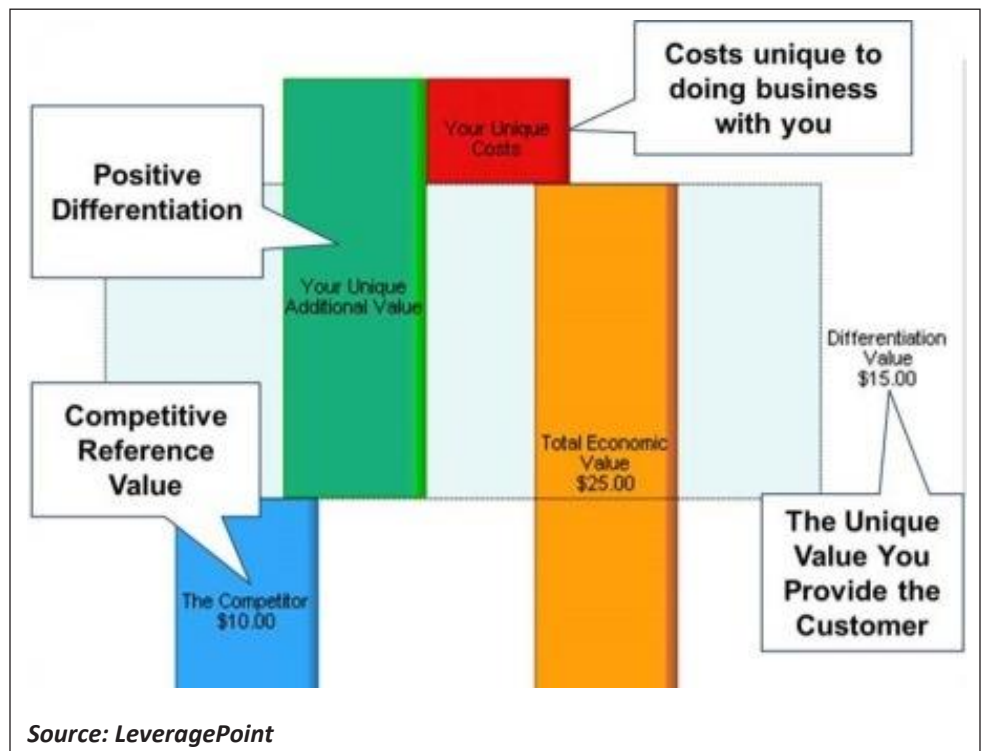 Costs unique to
doing business
with you
Your Unique
Costs
Positive
Differentiation
Your Unique
Additional Value
Differentiation
Value
$15.00
Competitive
Reference
Value
Total Economic
Value
$25.00
The Unique
Value You
Provide the
Customer
The Competitor
$10.00
Source: LeveragePoint